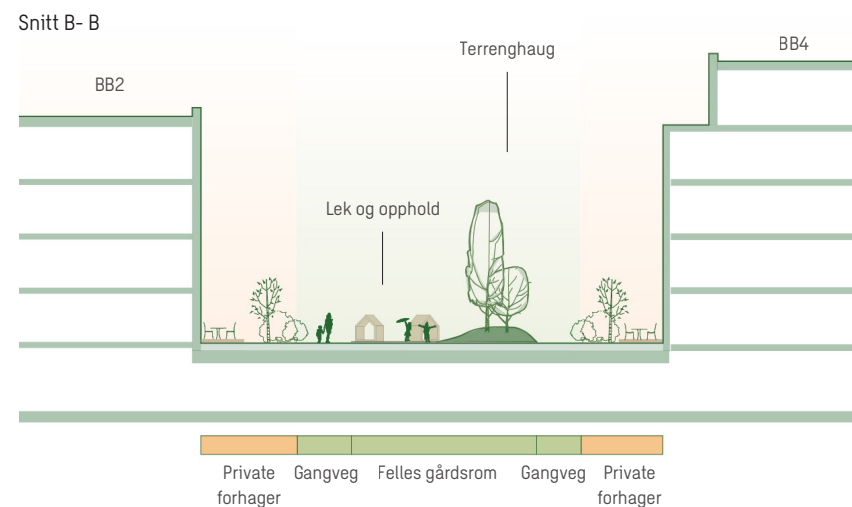 Snitt B- B
BB4
Terrenghaug
BB2
Lek og opphold
Private
forhager
Gangveg
Felles gårdsrom
Gangveg
Private
forhager